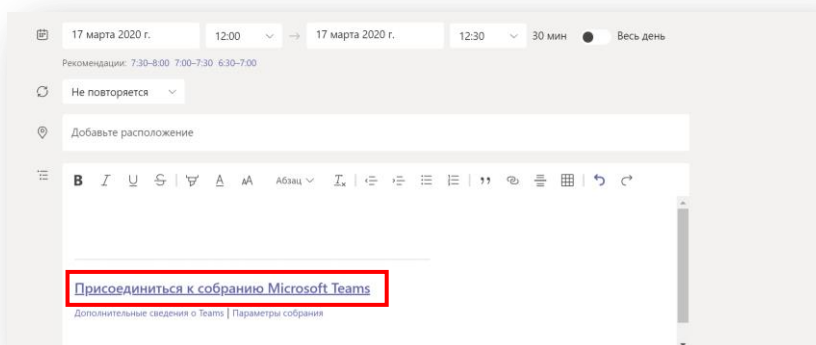 17 марта 2020 г. 12:00 → 17 марта 2020 г. 12:30 30 мин Весь день
Рекомендации: 7:30–8:00 7:00–7:30 6:30–7:00
Не повторяется
Добавьте расположение
B I U S A AA Абзац Tx
Присоединиться к собранию Microsoft Teams
Дополнительные сведения о Teams | Параметры собрания